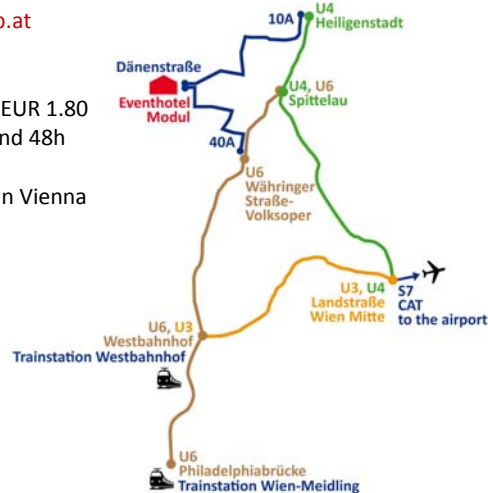 o.at
EUR 1.80
nd 48h
n Vienna
10A
U4
Heiligenstadt
Dänenstraße
Eventhotel
Modul
U4, U6
Spittelau
40A
U6
Währinger
Straße-
Volksoper
U3, U4
Landstraße
Wien Mitte
S7
CAT
to the airport
U6, U3
Westbahnhof
Trainstation Westbahnhof
U6
Philadelphiabrücke
Trainstation Wien-Meidling